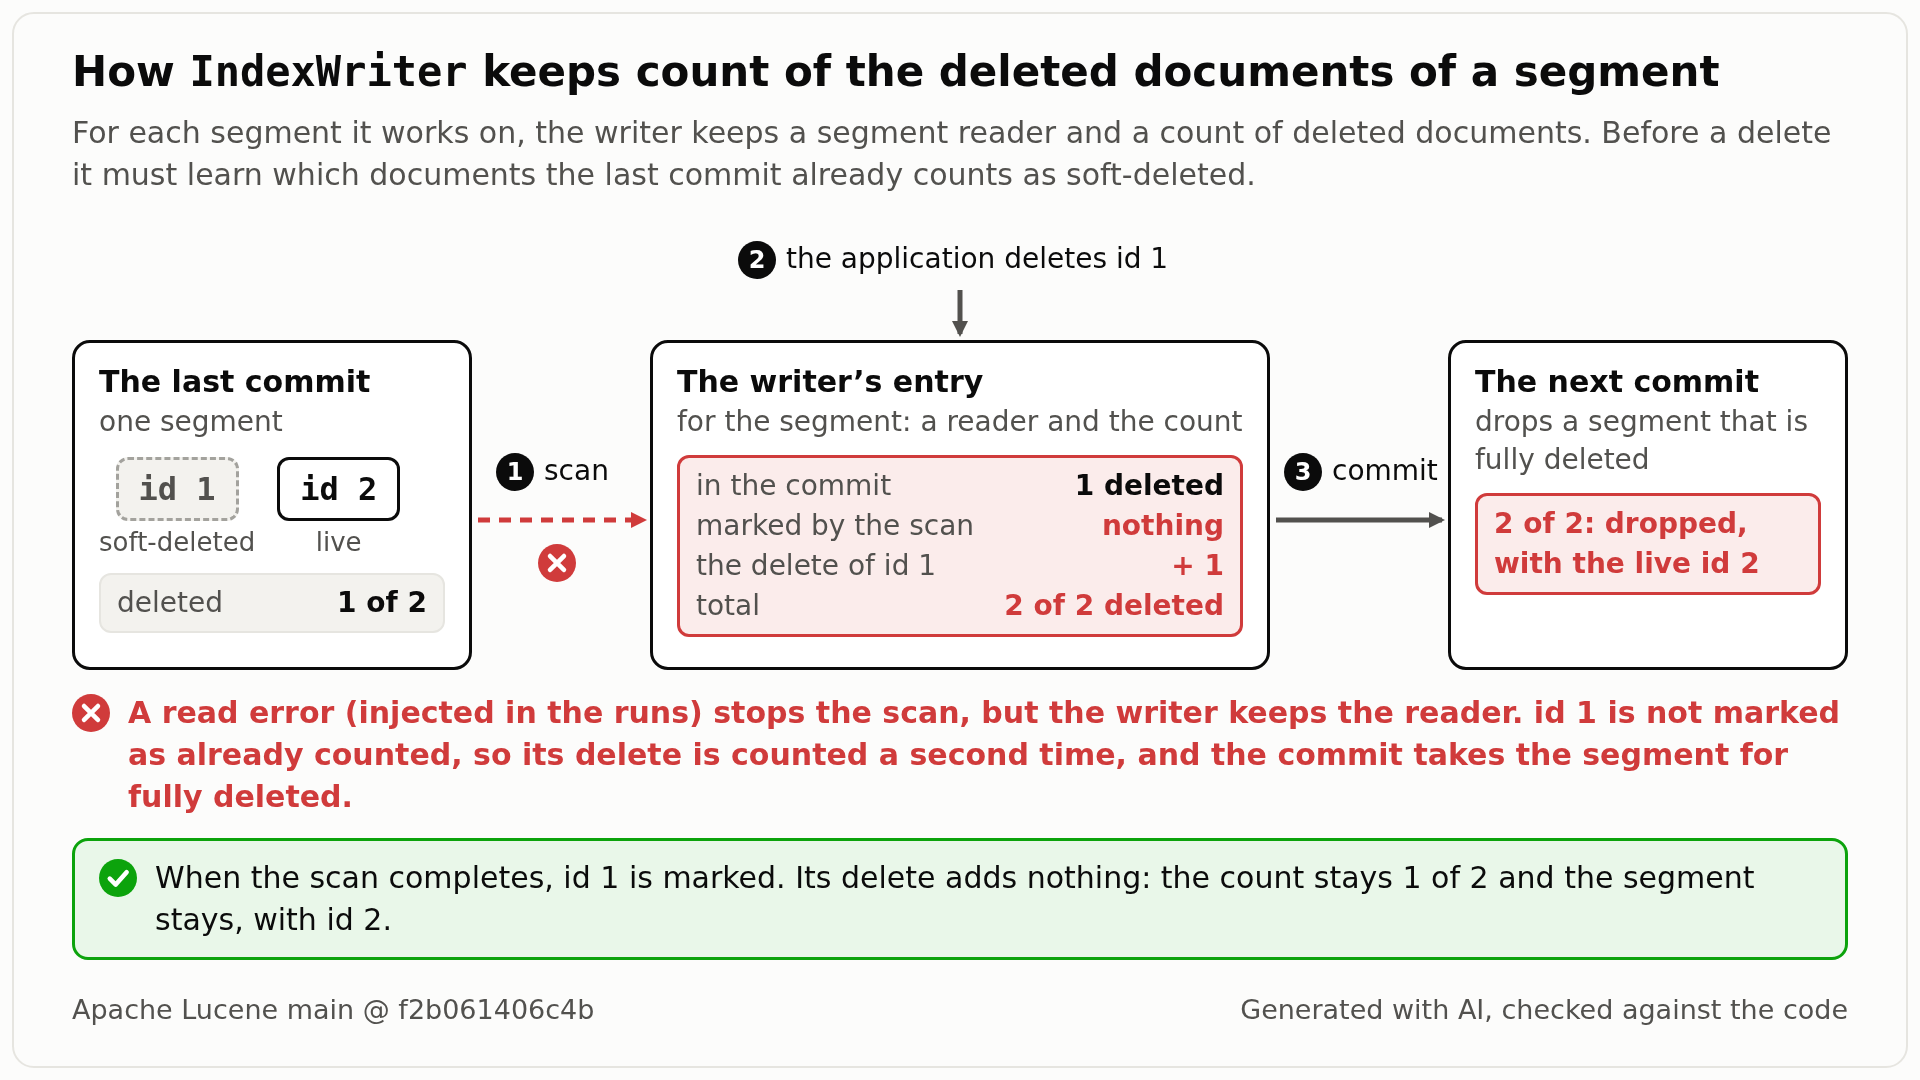 How IndexWriter keeps count of the deleted documents of a segment
For each segment it works on, the writer keeps a segment reader and a count of deleted documents. Before a delete
it must learn which documents the last commit already counts as soft-deleted.
2 the application deletes id 1
The last commit
one segment
id 1 id 2
soft-deleted live
deleted 1 of 2
1 scan
The writer’s entry
for the segment: a reader and the count
in the commit 1 deleted
marked by the scan nothing
the delete of id 1 + 1
total 2 of 2 deleted
3 commit
The next commit
drops a segment that is
fully deleted
2 of 2: dropped,
with the live id 2
A read error (injected in the runs) stops the scan, but the writer keeps the reader. id 1 is not marked
as already counted, so its delete is counted a second time, and the commit takes the segment for
fully deleted.
When the scan completes, id 1 is marked. Its delete adds nothing: the count stays 1 of 2 and the segment
stays, with id 2.
Apache Lucene main @ f2b061406c4b
Generated with AI, checked against the code